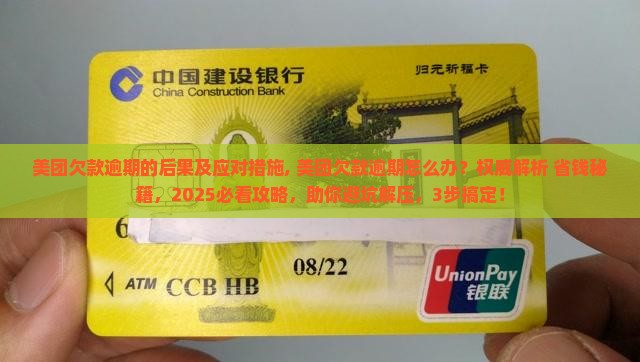 中国建设银行
China Construction Bank
归元祈福卡
美团欠款逾期的后果及应对措施, 美团欠款逾期怎么办？权威解析 省钱秘
籍，2025必看攻略，助你避坑解压，3步搞定！
6
08/22
ATM CCB HB
UnionPay
银联